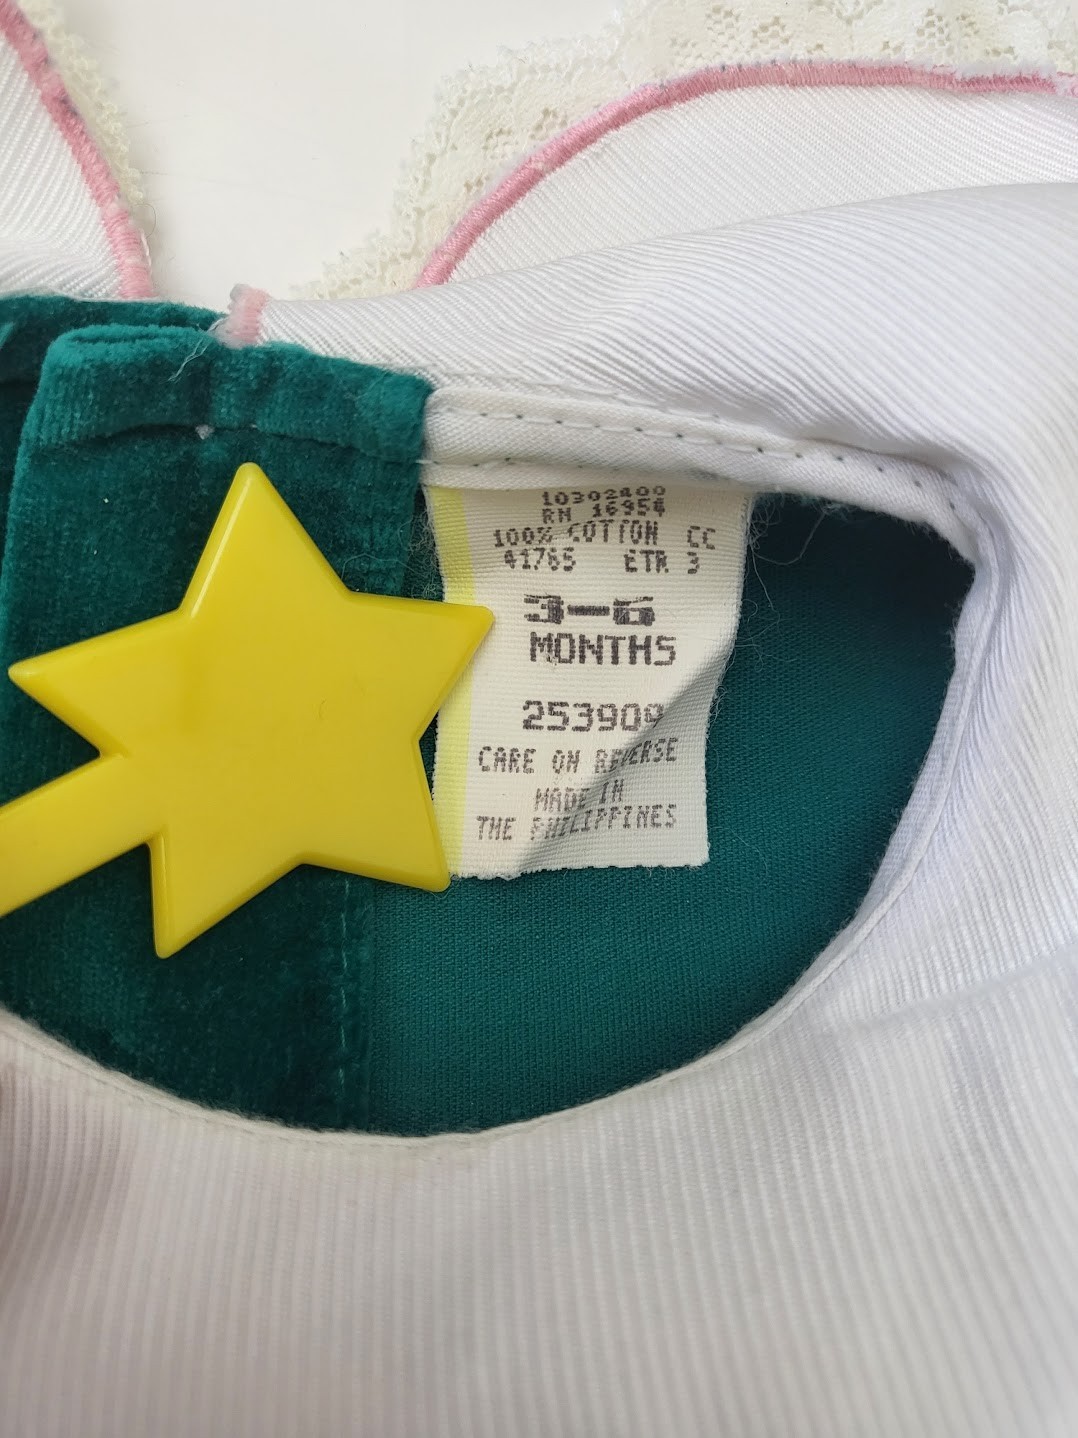 10302400
RN 16954
100% COTTON CC
41765 ETR 3
3-6
MONTHS
253909
CARE ON REVERSE
MADE IN
THE PHILIPPINES